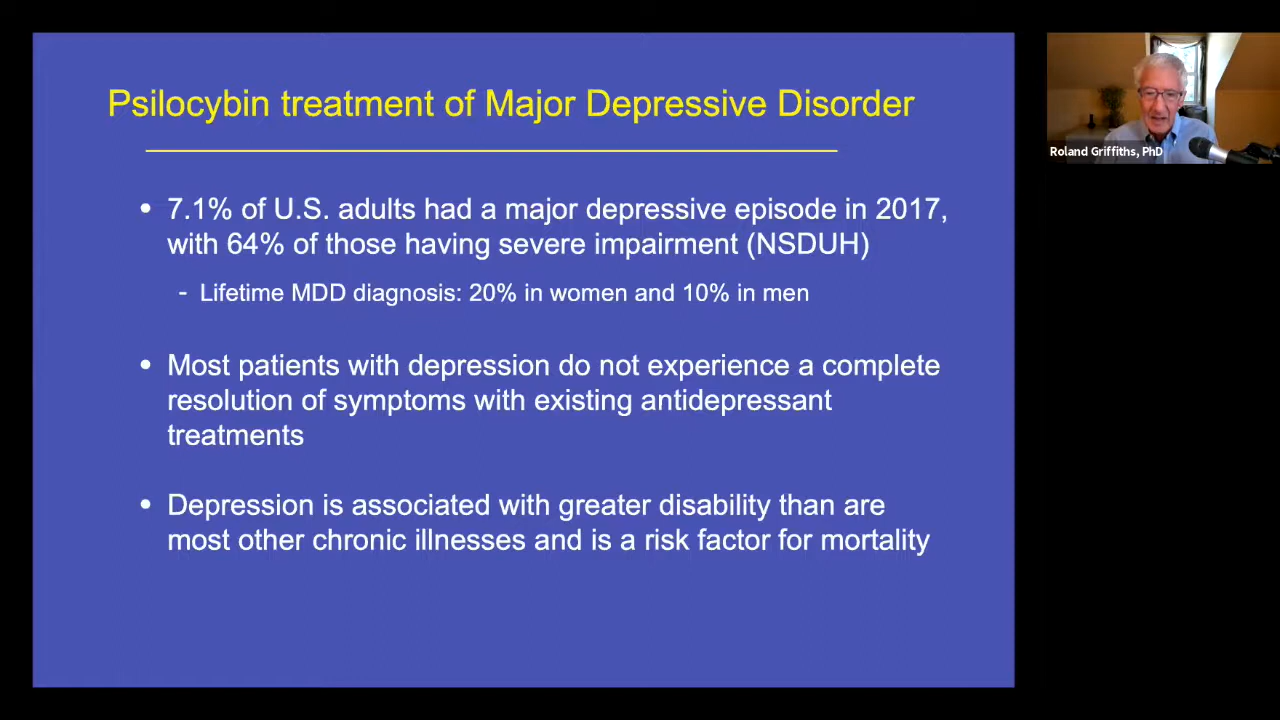 Psilocybin treatment of Major Depressive Disorder
• 7.1% of U.S. adults had a major depressive episode in 2017,
with 64% of those having severe impairment (NSDUH)
- Lifetime MDD diagnosis: 20% in women and 10% in men
• Most patients with depression do not experience a complete
resolution of symptoms with existing antidepressant
treatments
• Depression is associated with greater disability than are
most other chronic illnesses and is a risk factor for mortality
Roland Griffiths, PhD